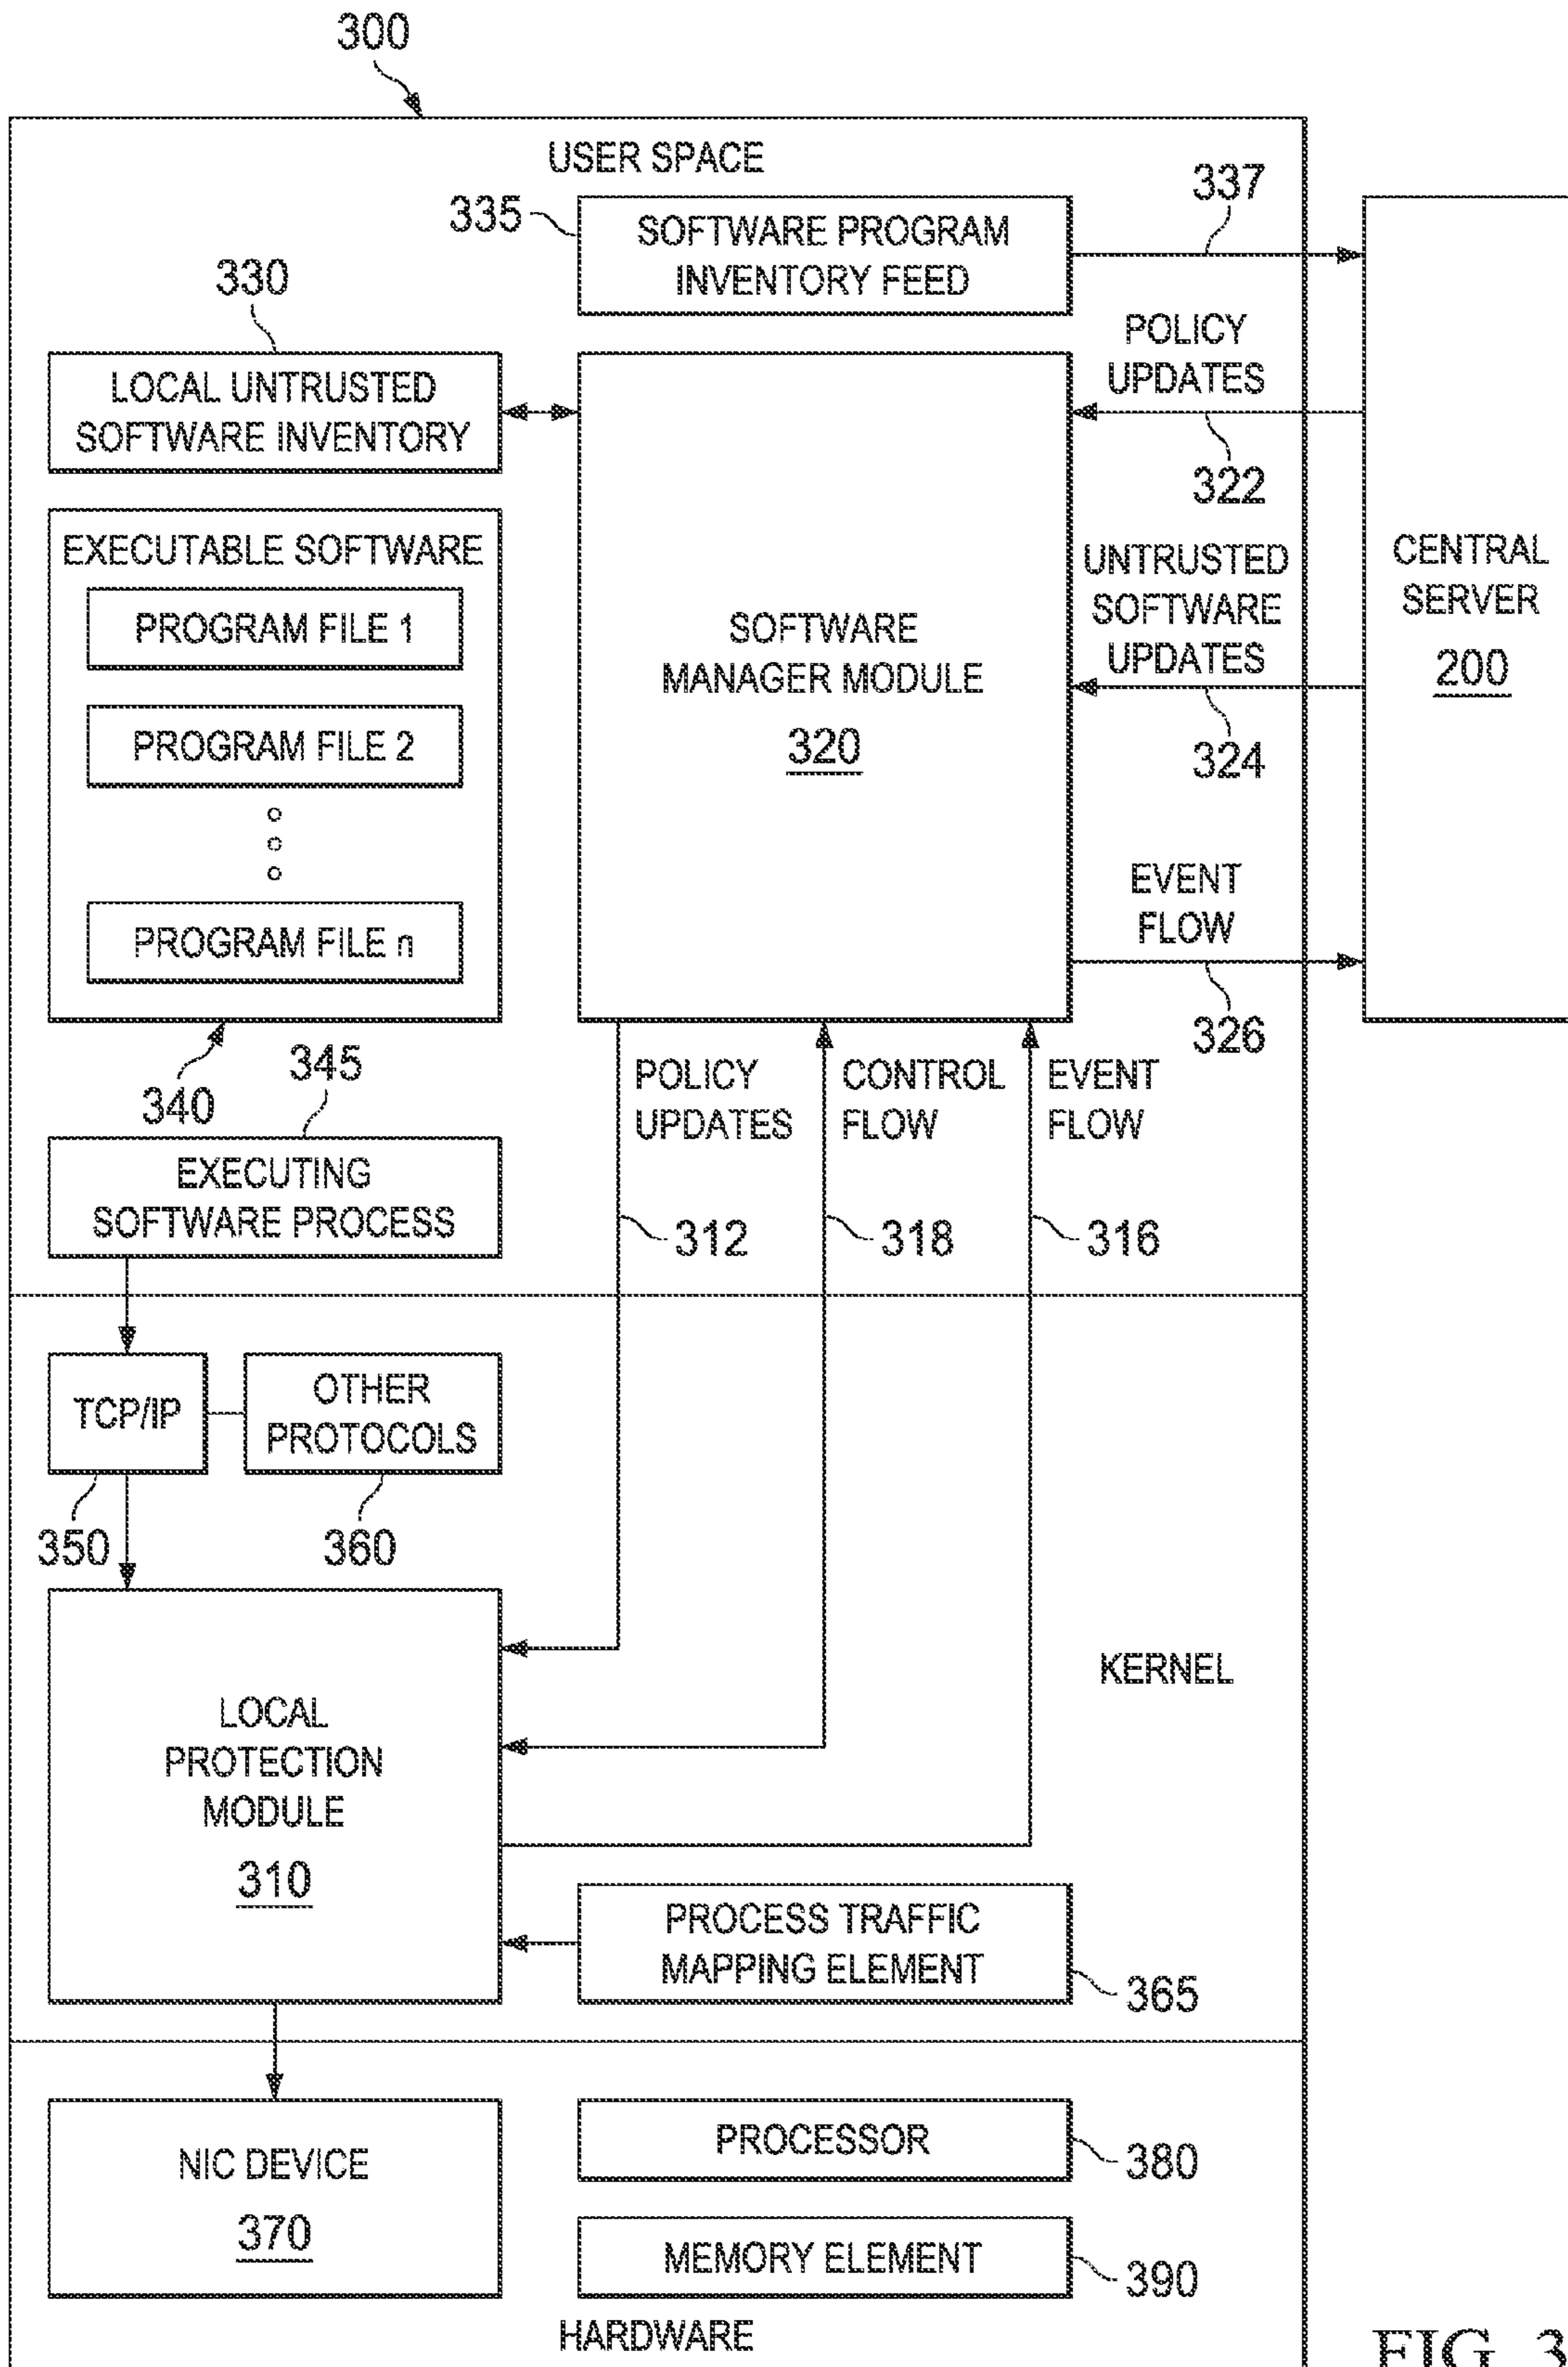 300
USER SPACE
337
335
SOFTWARE PROGRAM
INVENTORY FEED
330
POLICY
UPDATES
LOCAL UNTRUSTED
SOFTWARE INVENTORY
322
EXECUTABLE SOFTWARE
PROGRAM FILE 1
PROGRAM FILE 2
PROGRAM FILE n
340
SOFTWARE
MANAGER MODULE
320
UNTRUSTED
SOFTWARE
UPDATES
324
CENTRAL
SERVER
200
EVENT
FLOW
326
345
EXECUTING
SOFTWARE PROCESS
POLICY
UPDATES
312
CONTROL
FLOW
318
EVENT
FLOW
316
TCP/IP
350
OTHER
PROTOCOLS
360
KERNEL
LOCAL
PROTECTION
MODULE
310
PROCESS TRAFFIC
MAPPING ELEMENT
365
NIC DEVICE
370
PROCESSOR
380
MEMORY ELEMENT
390
HARDWARE
FIG. 3